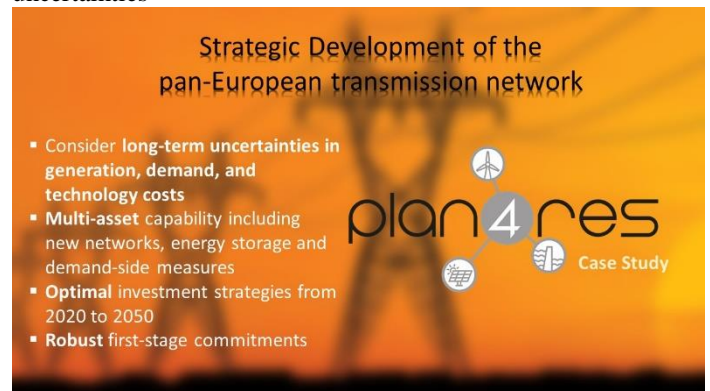 Strategic Development of the
pan-European transmission network
▪ Consider long-term uncertainties in
generation, demand, and
technology costs
▪ Multi-asset capability including
new networks, energy storage and
demand-side measures
▪ Optimal investment strategies from
2020 to 2050
▪ Robust first-stage commitments
plan4res
Case Study